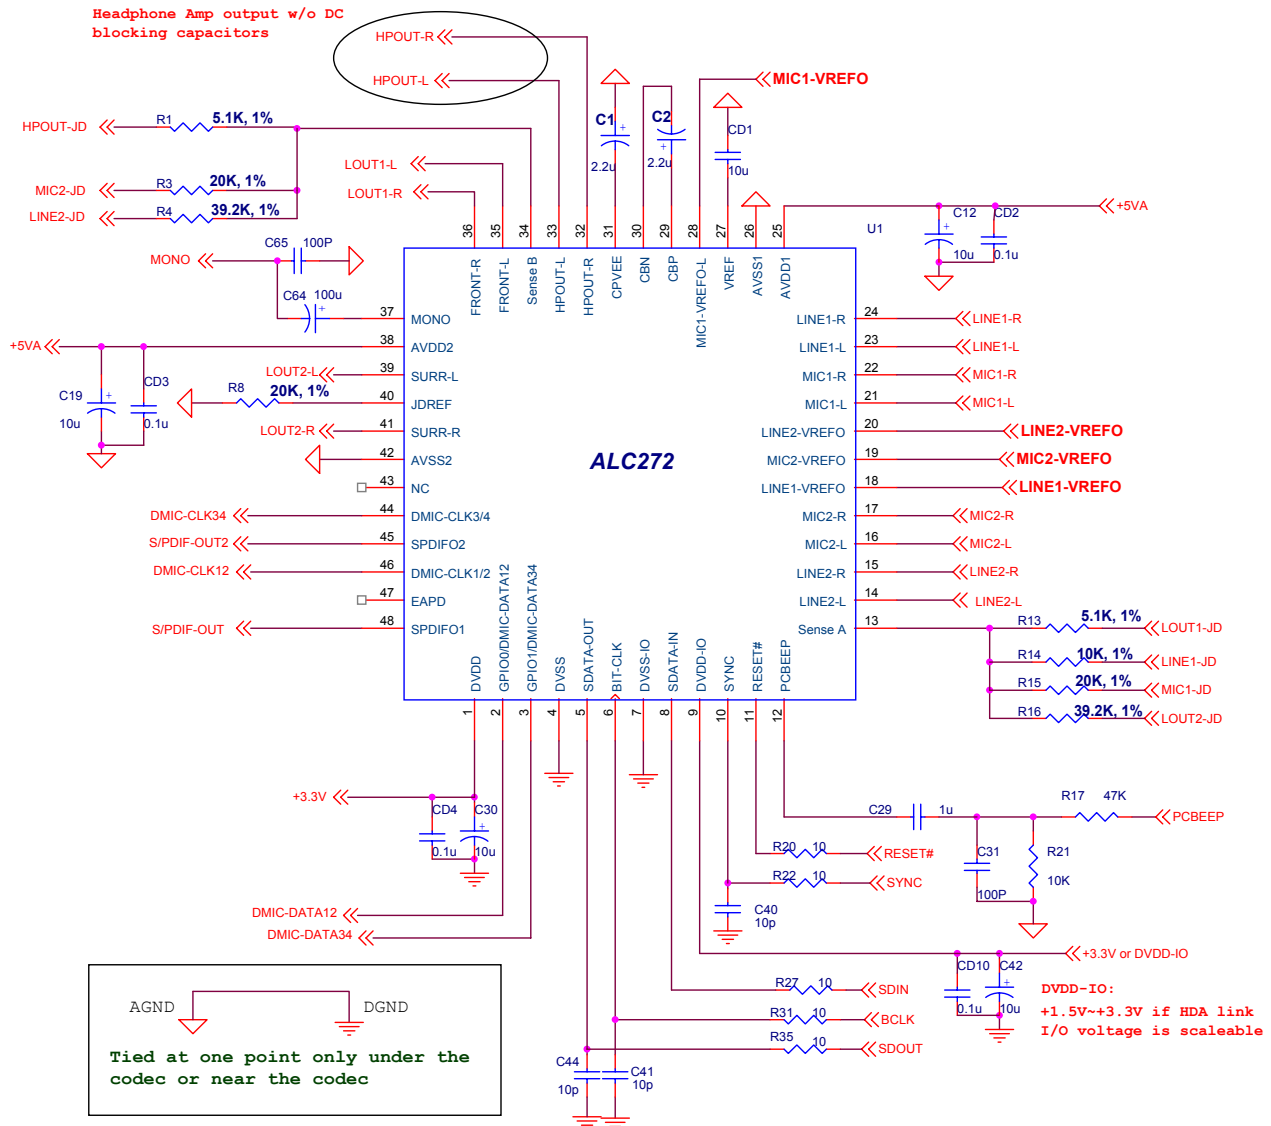 Headphone Amp output w/o DC
blocking capacitors
HPOUT-R
HPOUT-L
MIC1-VREFO
HPOUT-JD
R1
5.1K, 1%
MIC2-JD
R3
20K, 1%
LINE2-JD
R4
39.2K, 1%
LOUT1-L
LOUT1-R
C1
+
2.2u
C2
+
2.2u
CD1
+
10u
+5VA
C12
+
10u
CD2
0.1u
U1
MONO
C65
100P
C64
100u
+
+5VA
C19
+
10u
CD3
0.1u
LOUT2-L
R8
20K, 1%
LOUT2-R
DMIC-CLK34
S/PDIF-OUT2
DMIC-CLK12
S/PDIF-OUT
36
35
34
33
32
31
30
29
28
27
26
25
FRONT-R
FRONT-L
Sense B
HPOUT-L
HPOUT-R
CPVEE
CBN
CBP
MIC1-VREFO-L
VREF
AVSS1
AVDD1
37
MONO
38
AVDD2
39
SURR-L
40
JDREF
41
SURR-R
42
AVSS2
43
NC
44
DMIC-CLK3/4
45
SPDIFO2
46
DMIC-CLK1/2
47
EAPD
48
SPDIFO1
ALC272
LINE1-R
24
LINE1-R
LINE1-L
23
LINE1-L
MIC1-R
22
MIC1-R
MIC1-L
21
MIC1-L
LINE2-VREFO
20
LINE2-VREFO
MIC2-VREFO
19
MIC2-VREFO
LINE1-VREFO
18
LINE1-VREFO
MIC2-R
17
MIC2-R
MIC2-L
16
MIC2-L
LINE2-R
15
LINE2-R
LINE2-L
14
LINE2-L
Sense A
13
R13
5.1K, 1%
LOUT1-JD
R14
10K, 1%
LINE1-JD
R15
20K, 1%
MIC1-JD
R16
39.2K, 1%
LOUT2-JD
DVDD
GPIO0/DMIC-DATA12
GPIO1/DMIC-DATA34
DVSS
SDATA-OUT
BIT-CLK
DVSS-IO
SDATA-IN
DVDD-IO
SYNC
RESET#
PCBEEP
1
2
3
4
5
6
7
8
9
10
11
12
+3.3V
CD4
0.1u
C30
+
10u
C29
1u
R17
47K
PCBEEP
C31
100P
R21
10K
R20
10
RESET#
R22
10
SYNC
C40
10p
DMIC-DATA12
DMIC-DATA34
+3.3V or DVDD-IO
CD10
0.1u
C42
+
10u
R27
10
SDIN
R31
10
BCLK
R35
10
SDOUT
C44
10p
C41
10p
DVDD-IO:
+1.5V~+3.3V if HDA link
I/O voltage is scaleable
AGND
DGND
Tied at one point only under the
codec or near the codec